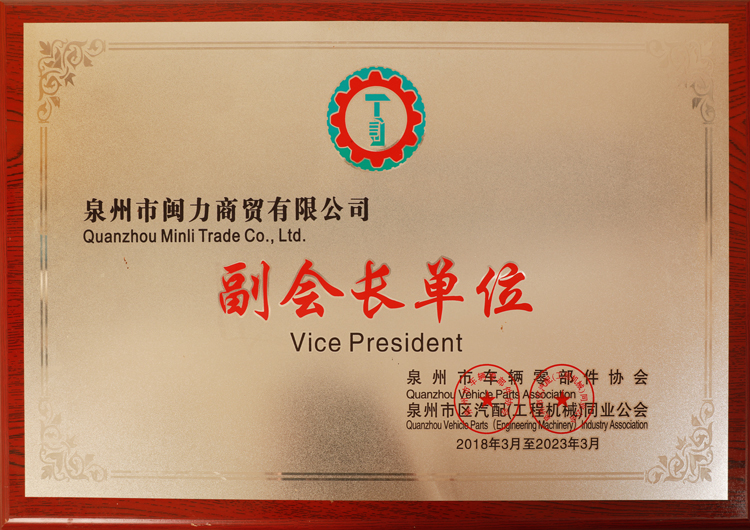 泉州市闽力商贸有限公司
Quanzhou Minli Trade Co., Ltd.
副会长单位
Vice President
泉州市车辆零部件协会
Quanzhou Vehicle Parts Association
泉州市区汽配(工程机械)同业公会
Quanzhou Vehicle Parts (Engineering Machinery) Industry Association
2018年3月至2023年3月